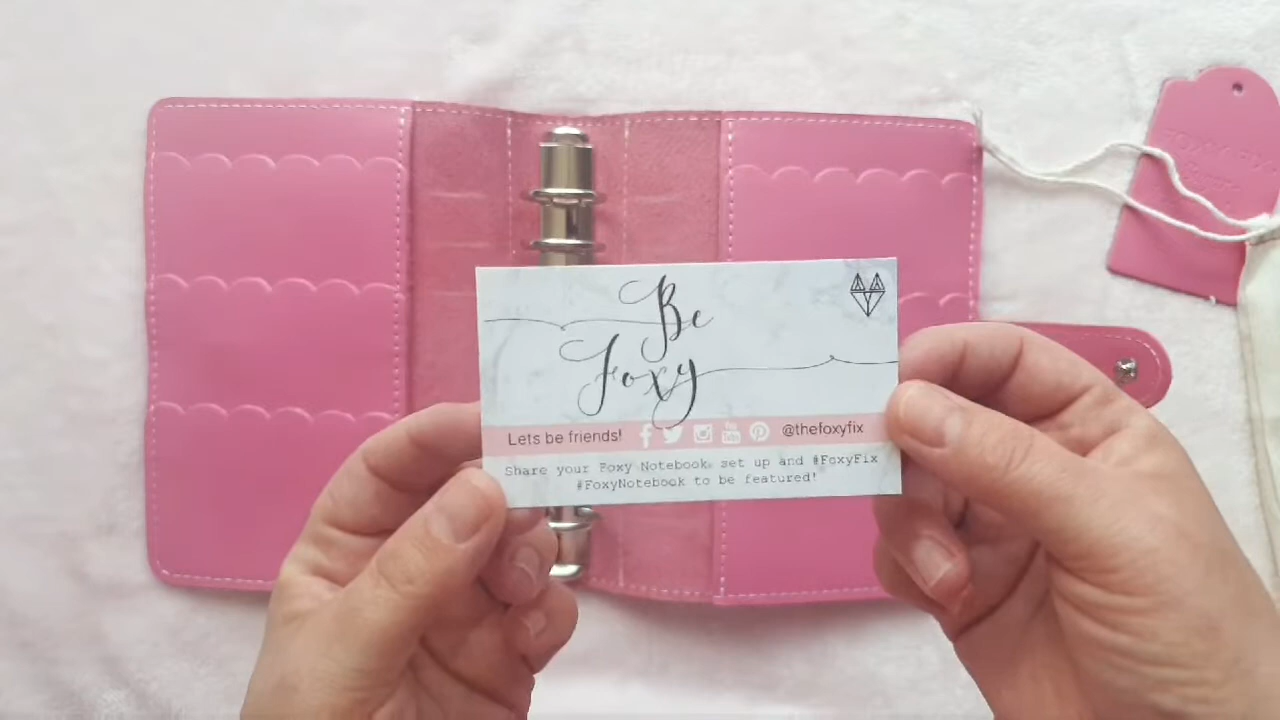 Be
Foxy
Lets be friends! @thefoxyfix
Share your Foxy Notebook set up and #FoxyFix
#FoxyNotebook to be featured!